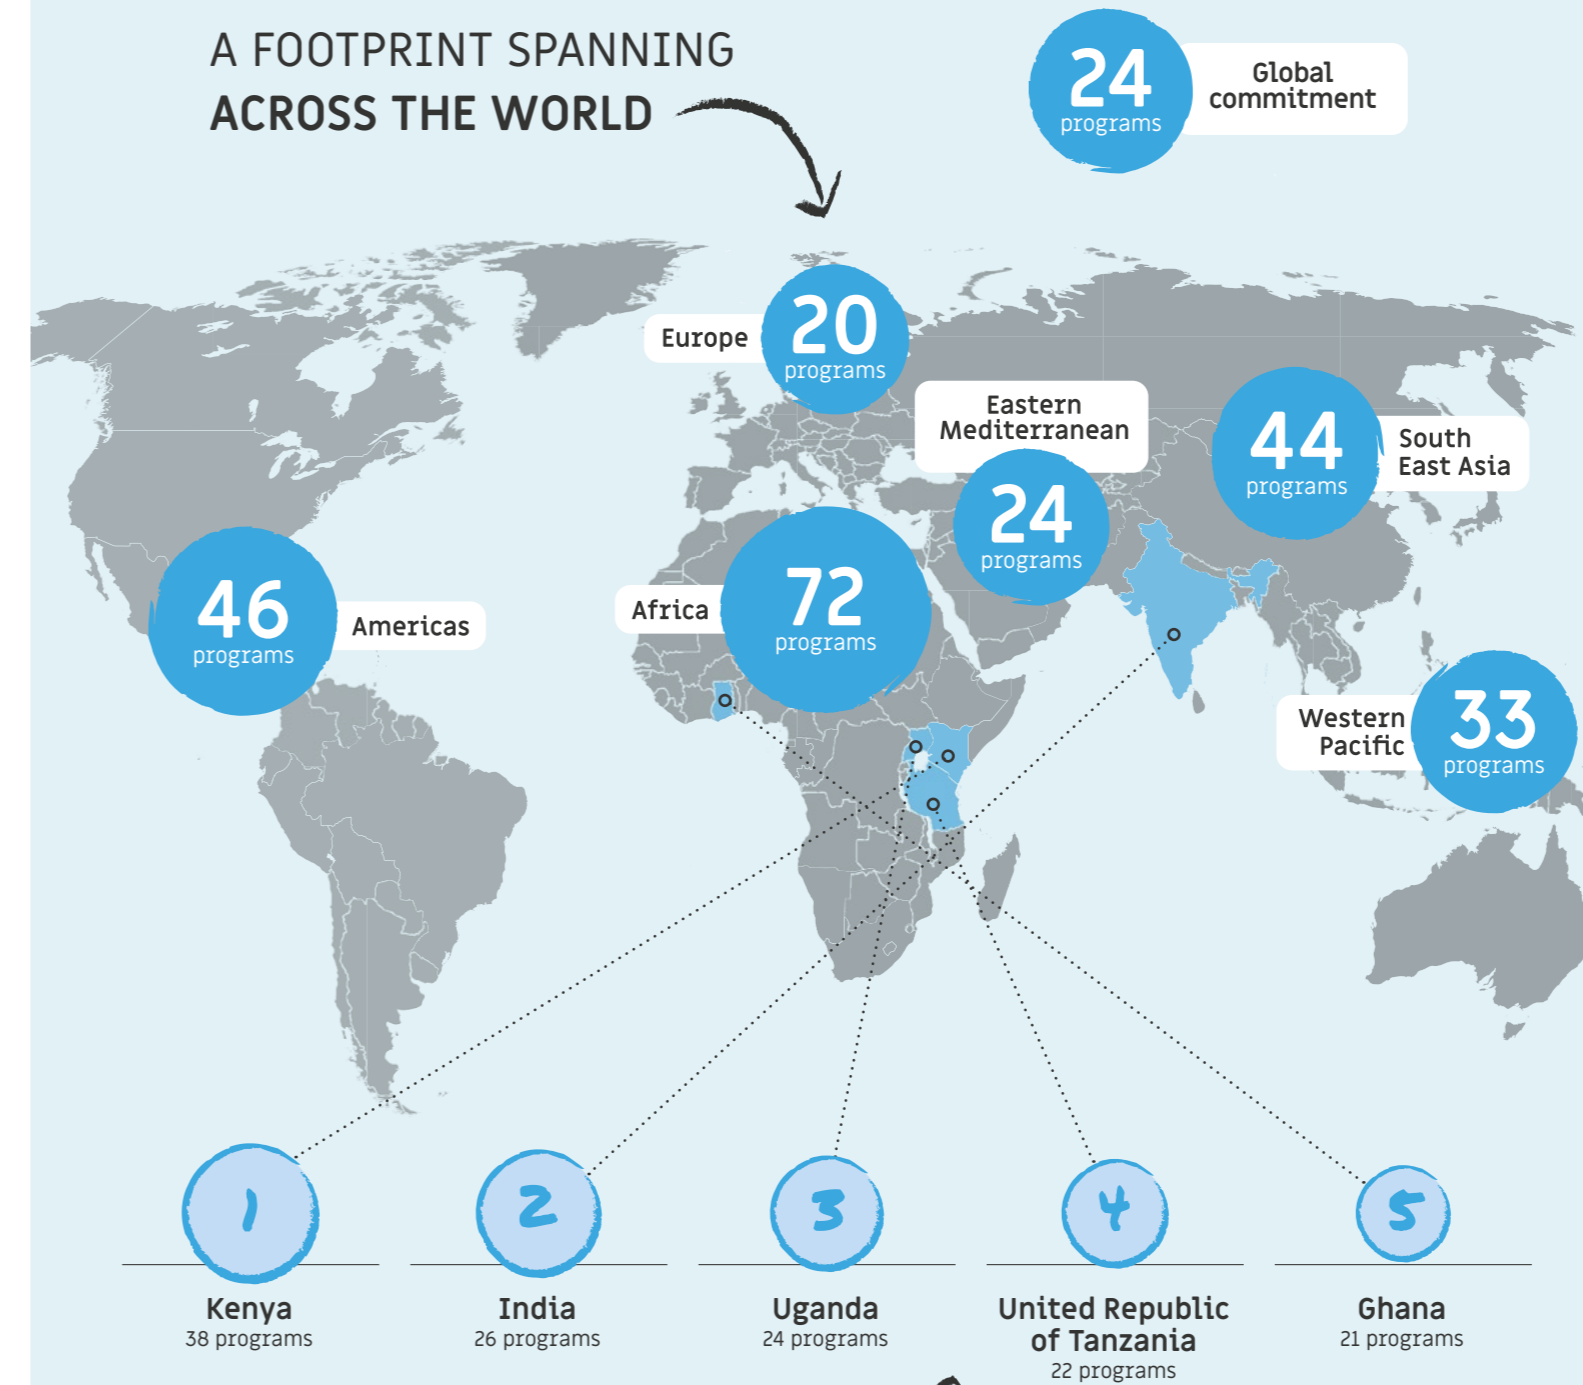 A FOOTPRINT SPANNING
ACROSS THE WORLD
24
programs
Global
commitment
Europe
20
programs
Eastern
Mediterranean
24
programs
44
programs
South
East Asia
46
programs
Americas
Africa
72
programs
Western
Pacific
33
programs
1
Kenya
38 programs
2
India
26 programs
3
Uganda
24 programs
4
United Republic
of Tanzania
22 programs
5
Ghana
21 programs